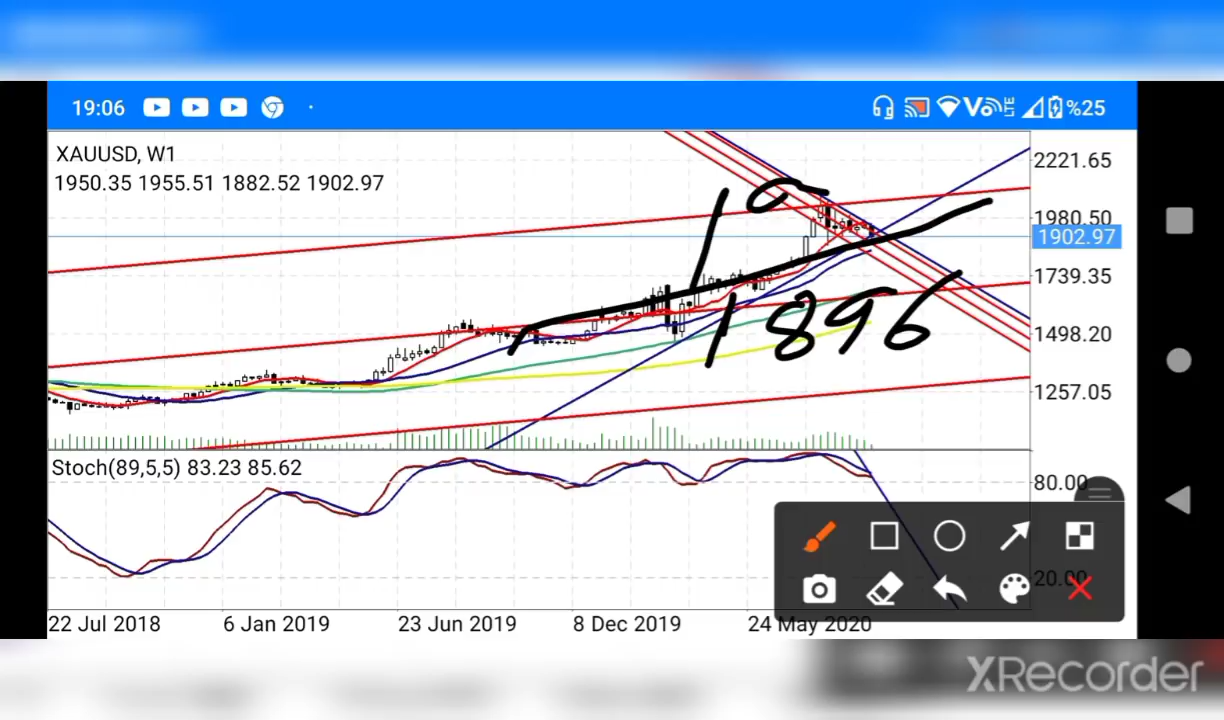 19:06
LTE %25
XAUUSD, W1
1950.35 1955.51 1882.52 1902.97
2221.65
1980.50
1902.97
1739.35
1896
1498.20
1257.05
Stoch(89,5,5) 83.23 85.62
80.00
20.00
22 Jul 2018 6 Jan 2019 23 Jun 2019 8 Dec 2019 24 May 2020
XRecorder